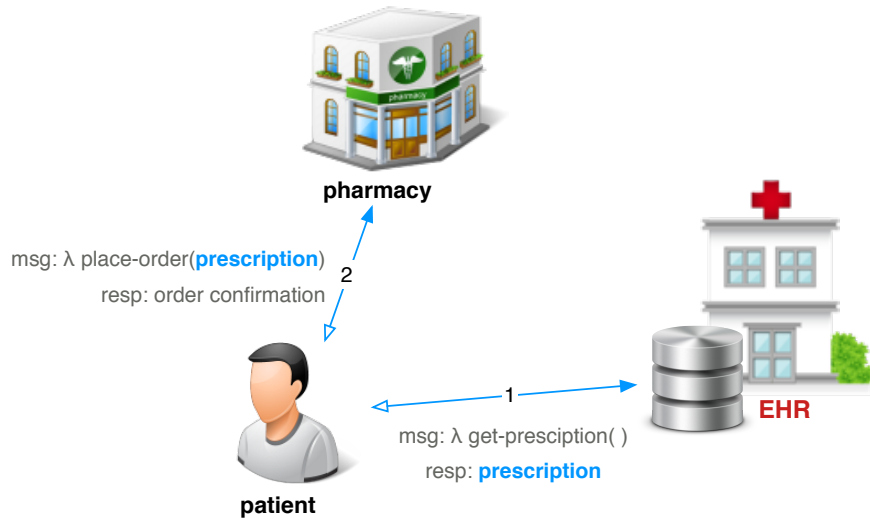 pharmacy
pharmacy
msg: λ place-order(prescription)
2
resp: order confirmation
EHR
1
msg: λ get-presciption( )
resp: prescription
patient